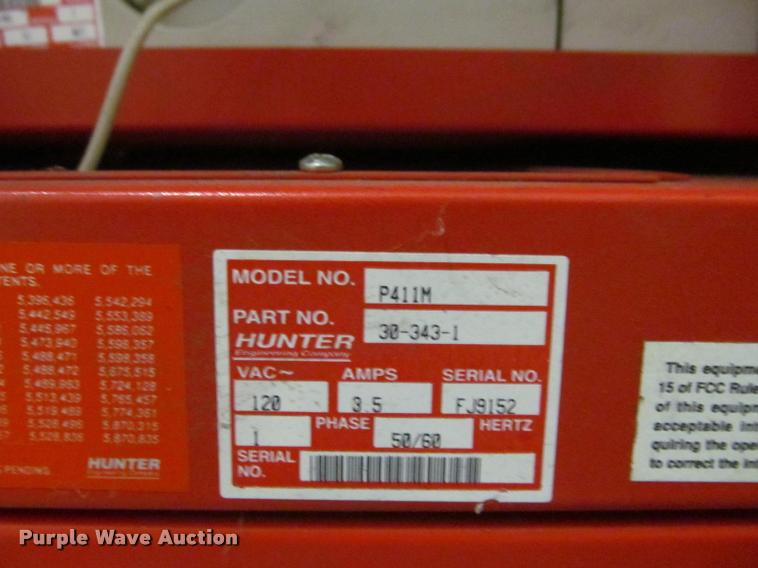 NE OR MORE OF THE
TENTS.
5,396,436 5,542,294
5,442,549 5,553,389
5,445,967 5,586,062
5,473,940 5,598,357
5,488,471 5,598,358
5,488,472 5,675,515
5,489,983 5,724,128
5,513,439 5,765,457
5,519,489 5,774,361
5,528,496 5,870,315
5,528,836 5,870,835
PENDING
HUNTER
Engineering Company
MODEL NO. P411M
PART NO. 30-343-1
HUNTER
Engineering Company
VAC~ AMPS SERIAL NO.
120 3.5 FJ9152
1 PHASE 50/60 HERTZ
SERIAL
NO.
This equipme
15 of FCC Rule
of this equipm
acceptable int
quiring the ope
to correct the int
Purple Wave Auction